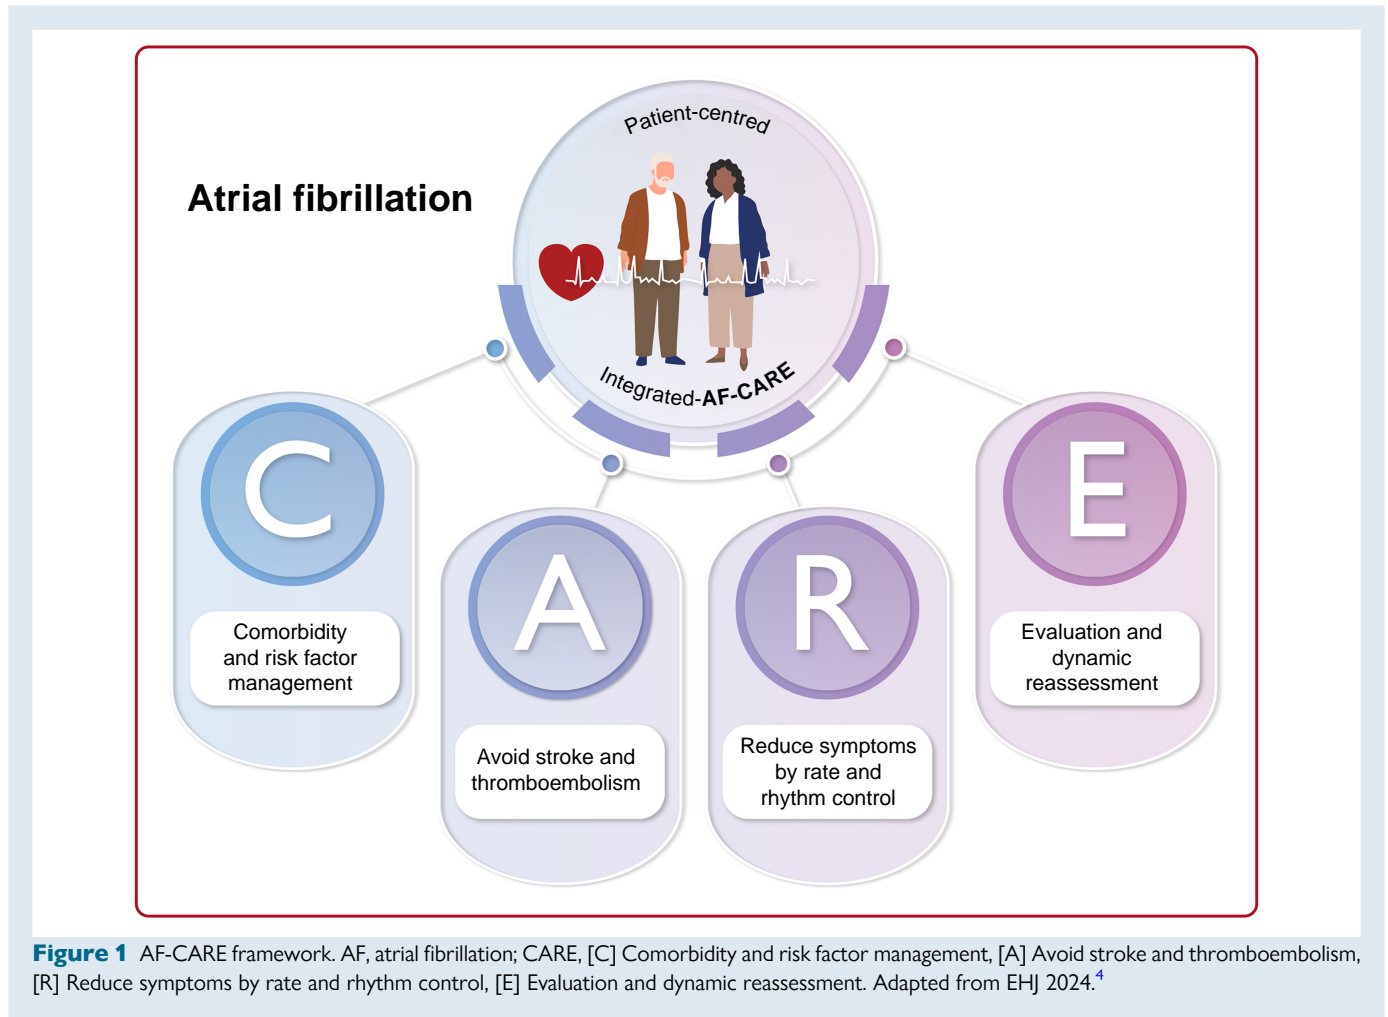 Atrial fibrillation
Patient-centred
Integrated-AF-CARE
C
Comorbidity
and risk factor
management
A
Avoid stroke and
thromboembolism
R
Reduce symptoms
by rate and
rhythm control
E
Evaluation and
dynamic
reassessment
Figure 1 AF-CARE framework. AF, atrial fibrillation; CARE, [C] Comorbidity and risk factor management, [A] Avoid stroke and thromboembolism,
[R] Reduce symptoms by rate and rhythm control, [E] Evaluation and dynamic reassessment. Adapted from EHJ 2024.4